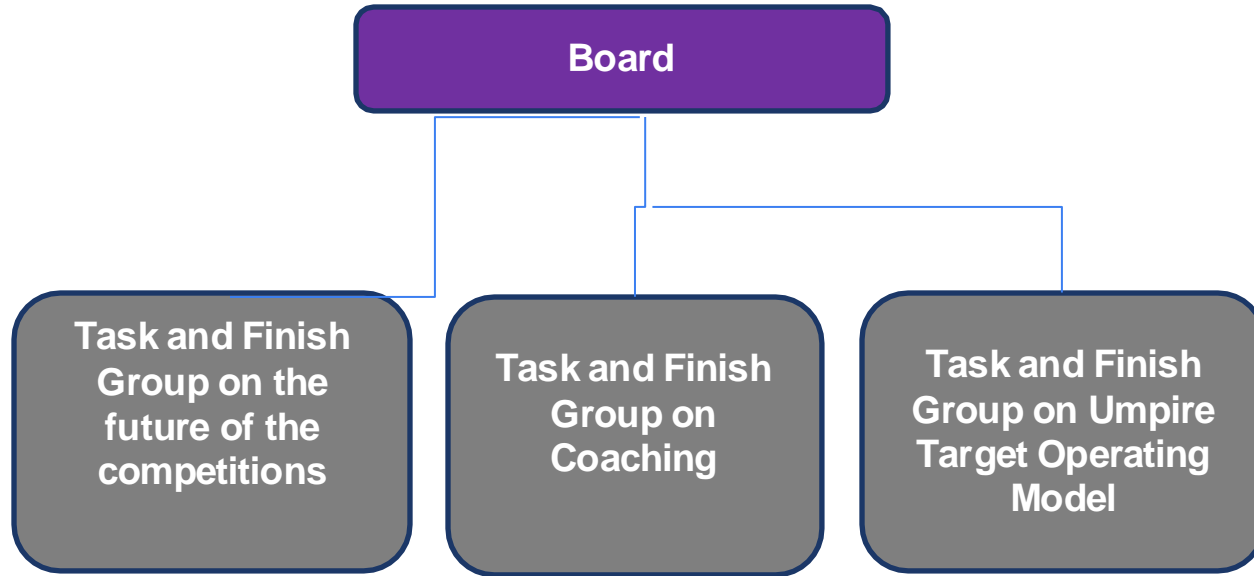 Board
Task and Finish
Group on the
future of the
competitions
Task and Finish
Group on
Coaching
Task and Finish
Group on Umpire
Target Operating
Model